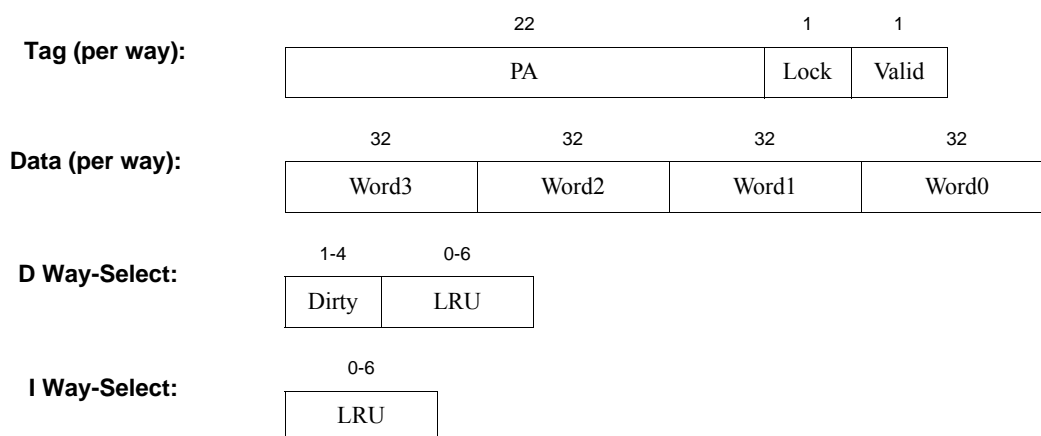 22 1 1
Tag (per way): PA Lock Valid
32 32 32 32
Data (per way): Word3 Word2 Word1 Word0
1-4 0-6
D Way-Select: Dirty LRU
0-6
I Way-Select: LRU